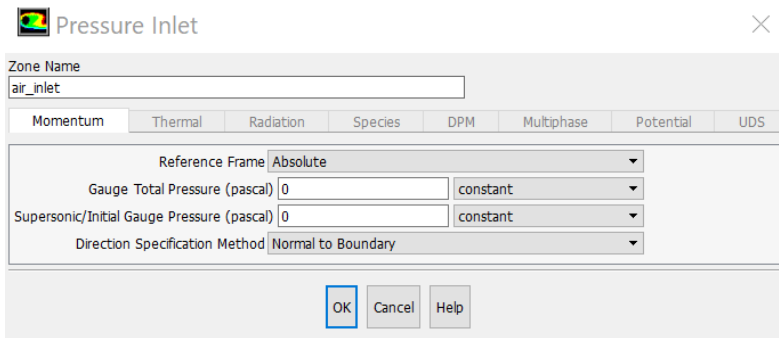 Pressure Inlet
Zone Name
air_inlet
Momentum Thermal Radiation Species DPM Multiphase Potential UDS
Reference Frame Absolute
Gauge Total Pressure (pascal) 0 constant
Supersonic/Initial Gauge Pressure (pascal) 0 constant
Direction Specification Method Normal to Boundary
OK Cancel Help